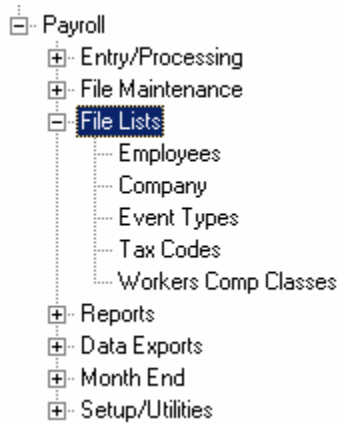 Payroll
Entry/Processing
File Maintenance
File Lists
Employees
Company
Event Types
Tax Codes
Workers Comp Classes
Reports
Data Exports
Month End
Setup/Utilities